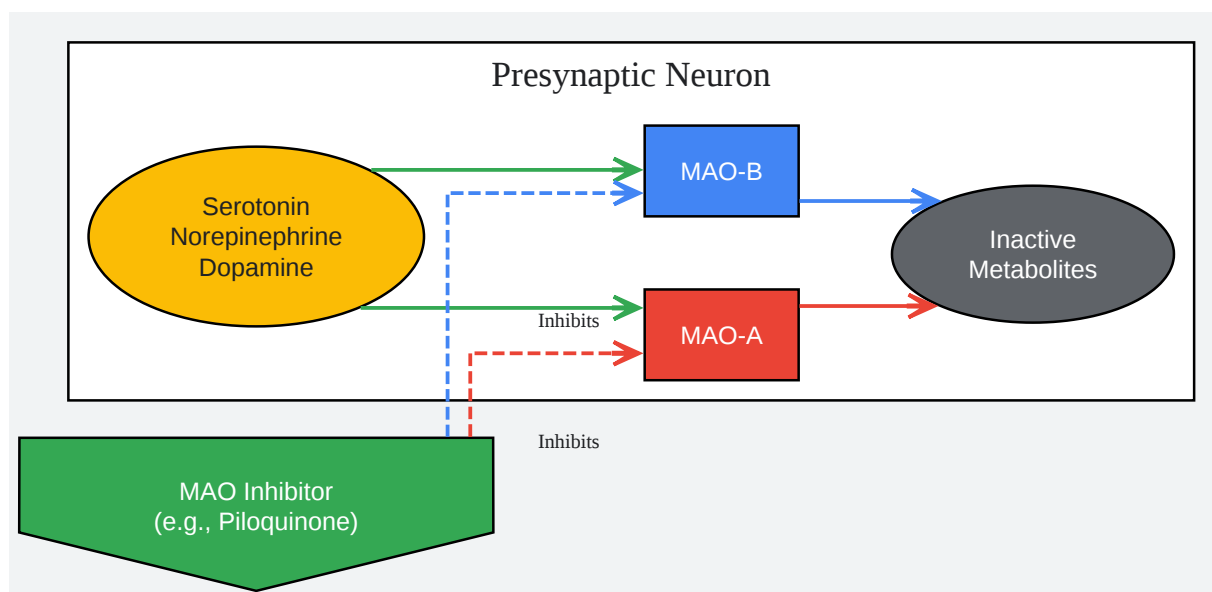 Presynaptic Neuron
Serotonin
Norepinephrine
Dopamine
MAO-B
Inactive
Metabolites
Inhibits
MAO-A
Inhibits
MAO Inhibitor
(e.g., Piloquinone)